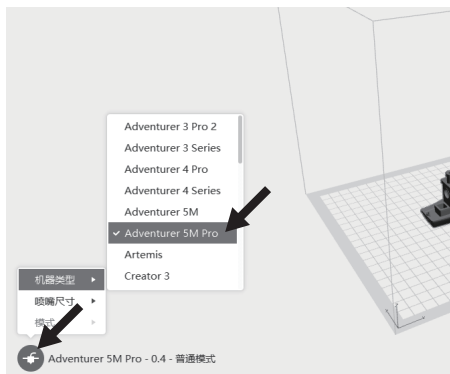 Adventurer 3 Pro 2
Adventurer 3 Series
Adventurer 4 Pro
Adventurer 4 Series
Adventurer 5M
Adventurer 5M Pro
Artemis
Creator 3
机器类型
喷嘴尺寸
模式
Adventurer 5M Pro - 0.4 - 普通模式